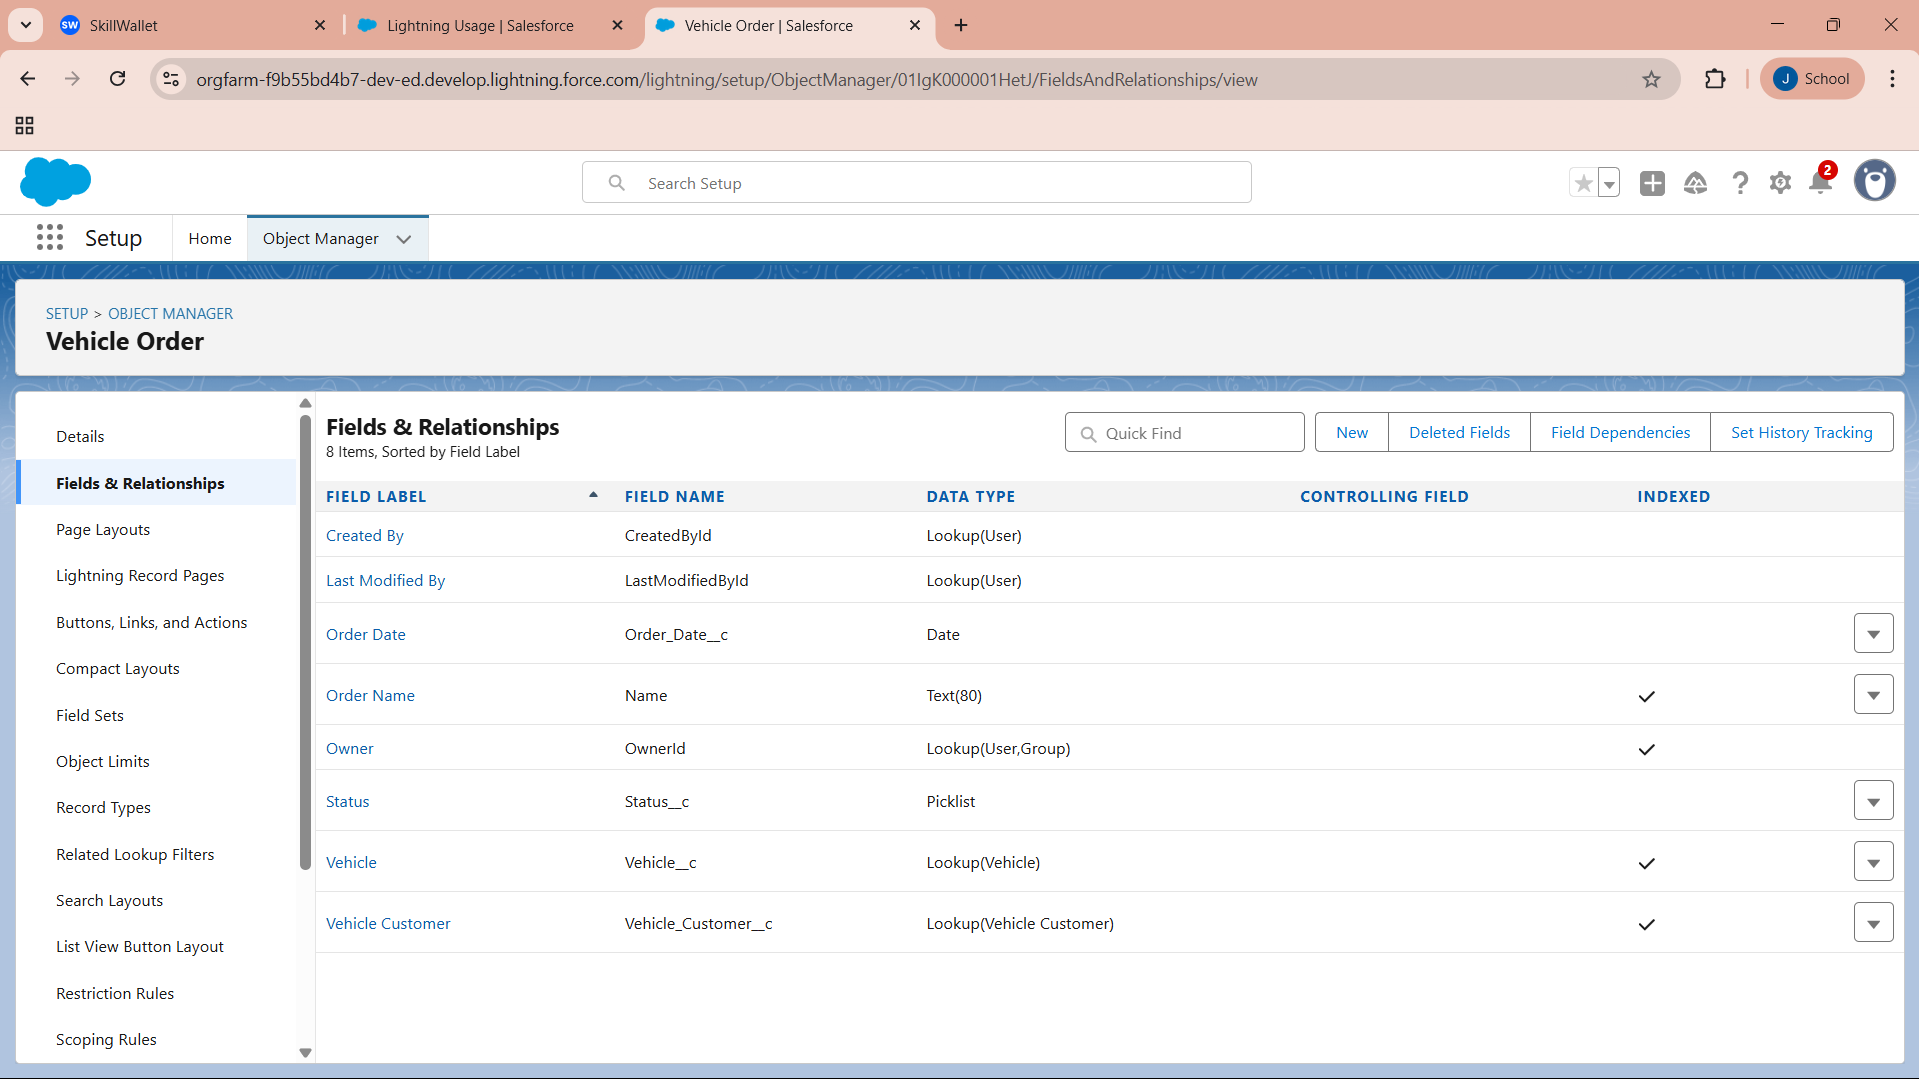 SW SkillWallet
Lightning Usage | Salesforce
Vehicle Order | Salesforce
orgfarm-f9b55bd4b7-dev-ed.develop.lightning.force.com/lightning/setup/ObjectManager/01IgK000001HetJ/FieldsAndRelationships/view
J School
Search Setup
2
Setup Home Object Manager
SETUP > OBJECT MANAGER
Vehicle Order
Details
Fields & Relationships
Page Layouts
Lightning Record Pages
Buttons, Links, and Actions
Compact Layouts
Field Sets
Object Limits
Record Types
Related Lookup Filters
Search Layouts
List View Button Layout
Restriction Rules
Scoping Rules
Fields & Relationships
8 Items, Sorted by Field Label
Quick Find New Deleted Fields Field Dependencies Set History Tracking
FIELD LABEL FIELD NAME DATA TYPE CONTROLLING FIELD INDEXED
Created By CreatedById Lookup(User)
Last Modified By LastModifiedById Lookup(User)
Order Date Order_Date__c Date
Order Name Name Text(80)
Owner OwnerId Lookup(User,Group)
Status Status__c Picklist
Vehicle Vehicle__c Lookup(Vehicle)
Vehicle Customer Vehicle_Customer__c Lookup(Vehicle Customer)